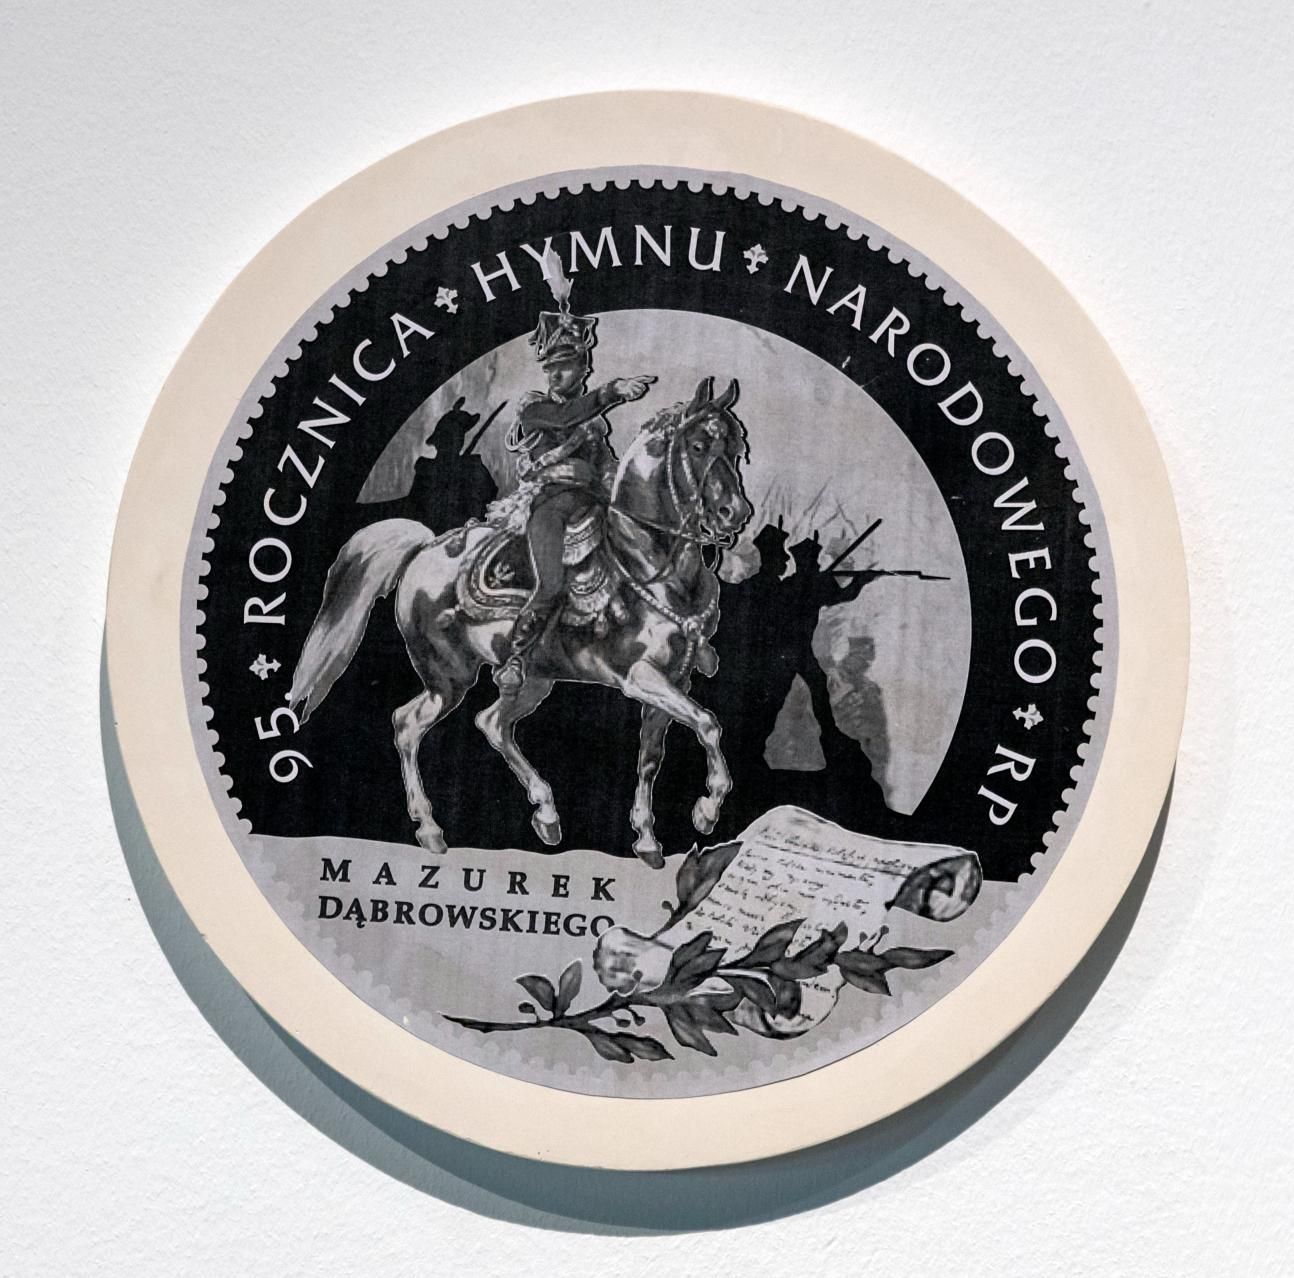 95. ROCZNICA HYMNU NARODOWEGO RP
MAZUREK
DĄBROWSKIEGO